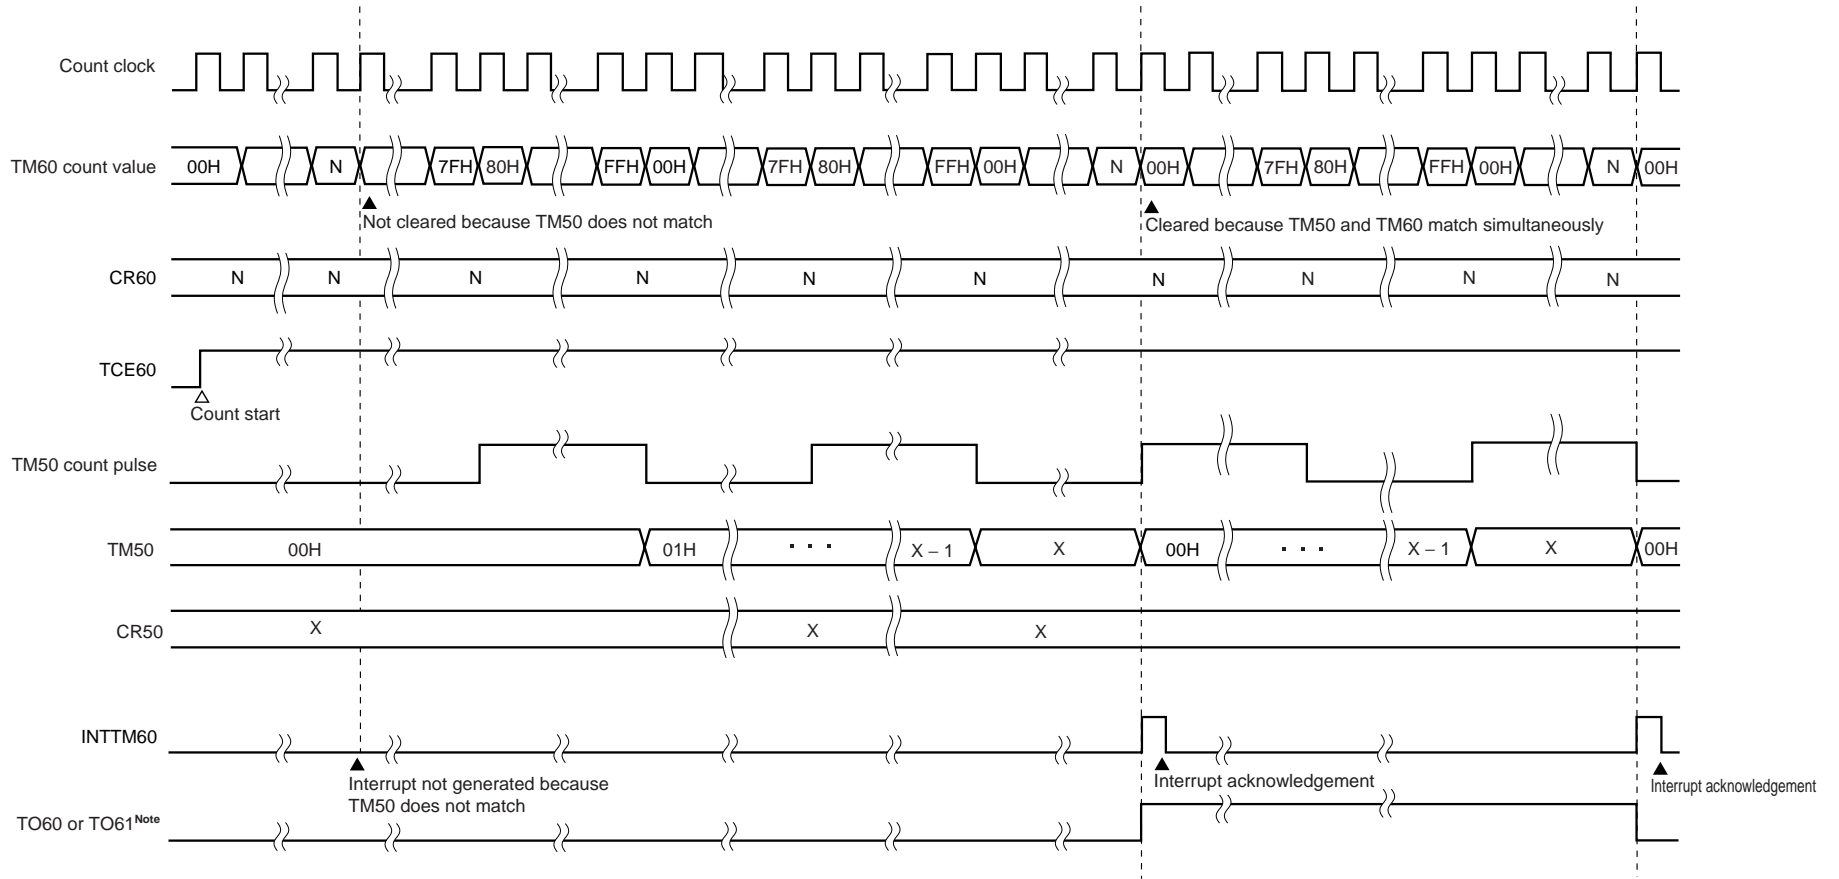 Count clock
TM60 count value 00H N 7FH 80H FFH 00H 7FH 80H FFH 00H N 00H 7FH 80H FFH 00H N 00H
Not cleared because TM50 does not match
Cleared because TM50 and TM60 match simultaneously
CR60 N N N N N N N N N N
TCE60
Count start
TM50 count pulse
TM50 00H 01H · · · X – 1 X 00H · · · X – 1 X 00H
CR50 X X X
INTTM60
Interrupt not generated because
TM50 does not match
Interrupt acknowledgement
Interrupt acknowledgement
TO60 or TO61Note